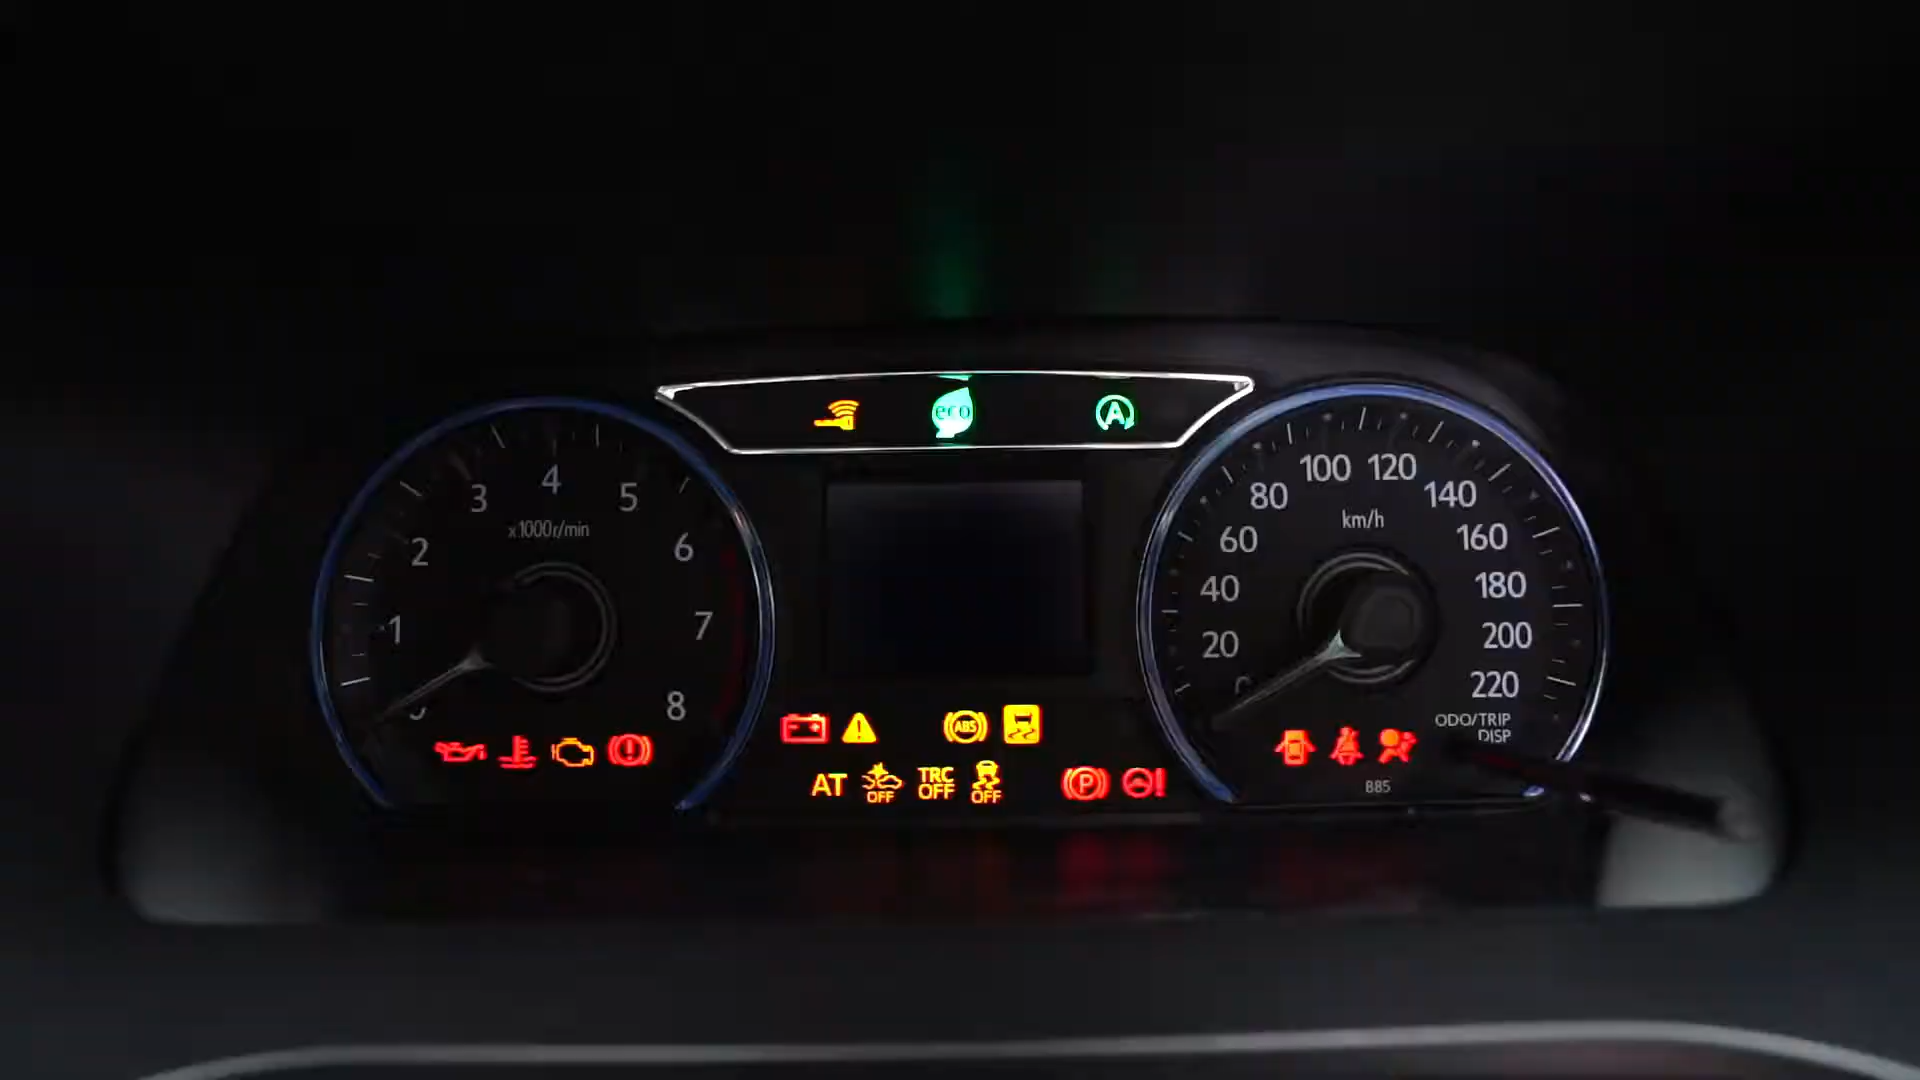 eco
A
4
3
5
x1000r/min
2
6
1
7
8
100
120
80
140
km/h
60
160
40
180
20
200
220
ODO/TRIP
DISP
B85
ABS
AT
OFF
TRC
OFF
OFF
P